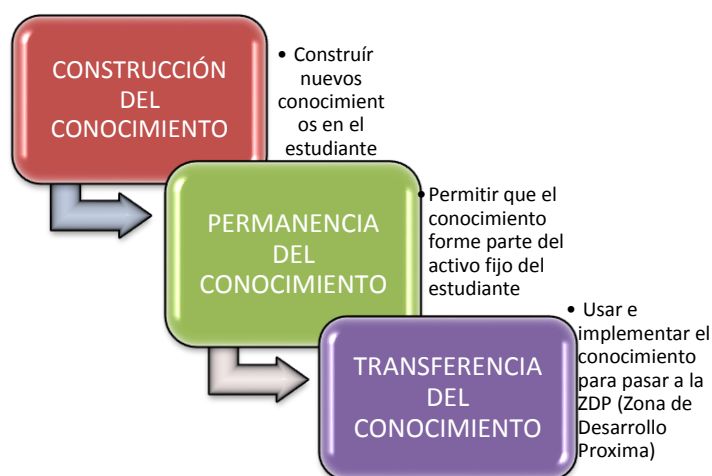 CONSTRUCCIÓN
DEL
CONOCIMIENTO
• Construír
nuevos
conocimient
os en el
estudiante
PERMANENCIA
DEL
CONOCIMIENTO
• Permitir que el
conocimiento
forme parte del
activo fijo del
estudiante
TRANSFERENCIA
DEL
CONOCIMIENTO
• Usar e
implementar el
conocimiento
para pasar a la
ZDP (Zona de
Desarrollo
Proxima)